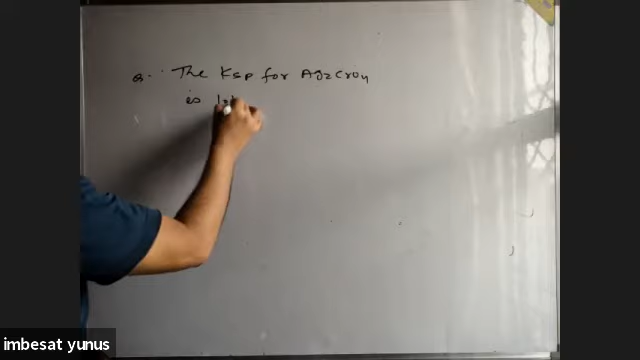 Q. The Ksp for Ag2CrO4
is
imbesat yunus